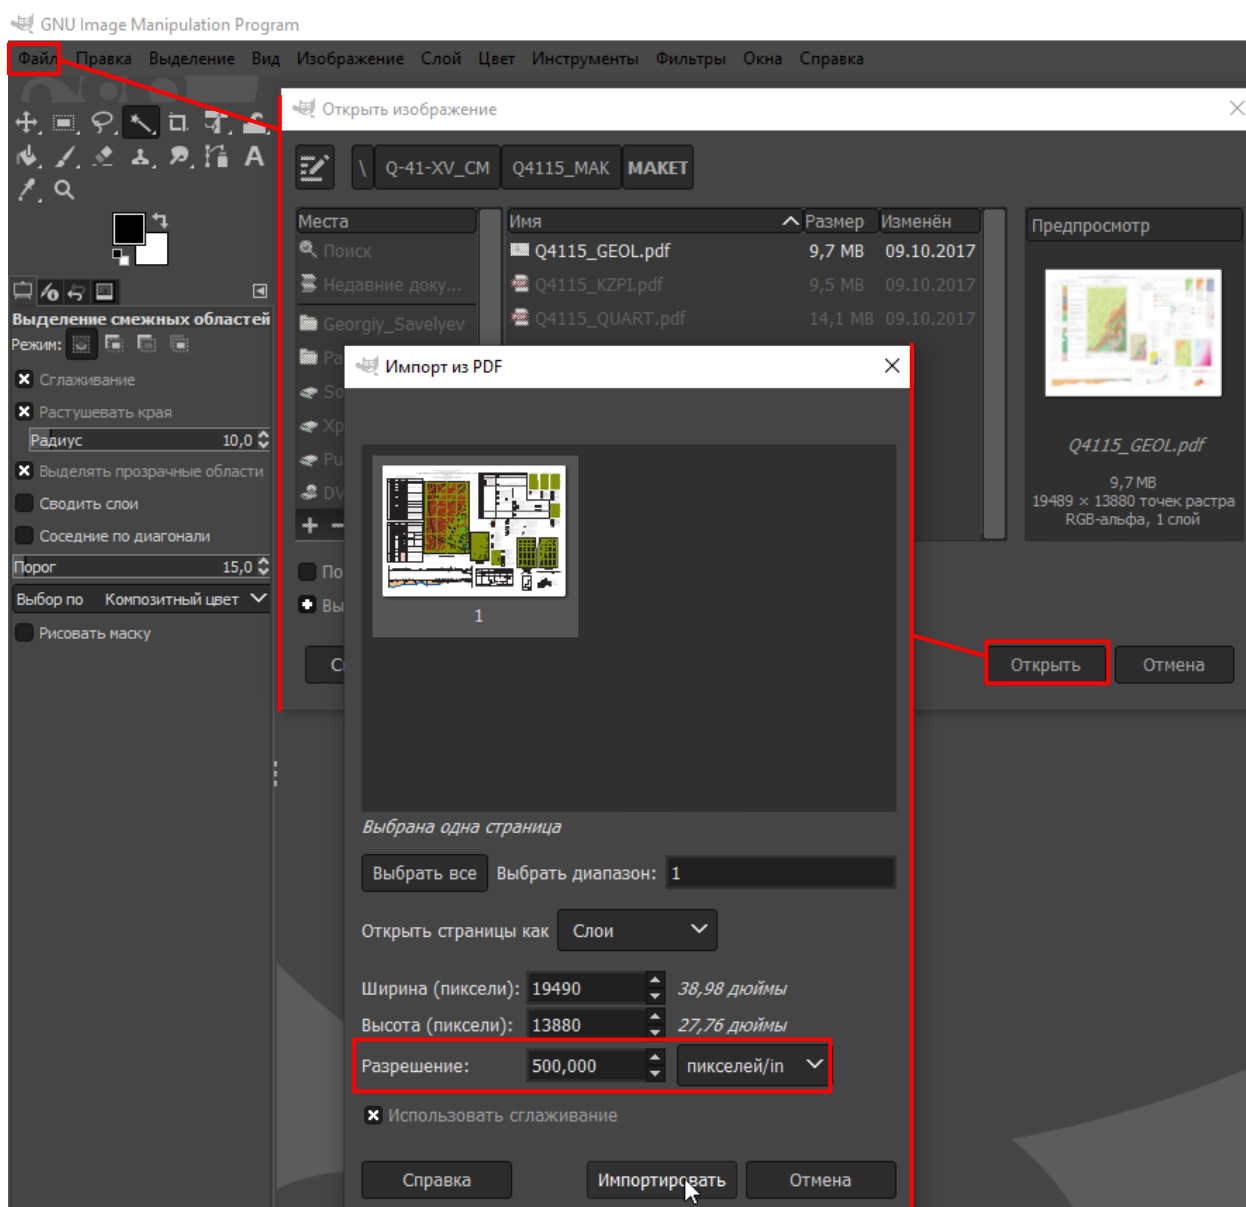 GNU Image Manipulation Program
Файл Правка Выделение Вид Изображение Слой Цвет Инструменты Фильтры Окна Справка
Открыть изображение
\ Q-41-XV_CM Q4115_MAK MAKET
Места
Имя Размер Изменён
Поиск
Недавние доку...
Georgiy_Savelyev
Ра
So
Хр
Pu
DV
Q4115_GEOL.pdf 9,7 MB 09.10.2017
Q4115_KZPI.pdf 9,5 MB 09.10.2017
Q4115_QUART.pdf 14,1 MB 09.10.2017
Предпросмотр
Q4115_GEOL.pdf
9,7 MB
19489 × 13880 точек растра
RGB-альфа, 1 слой
По
Вы
С
Открыть Отмена
Выделение смежных областей
Режим:
Сглаживание
Растушевать края
Радиус 10,0
Выделять прозрачные области
Сводить слои
Соседние по диагонали
Порог 15,0
Выбор по Композитный цвет
Рисовать маску
Импорт из PDF
1
Выбрана одна страница
Выбрать все Выбрать диапазон: 1
Открыть страницы как Слои
Ширина (пиксели): 19490 38,98 дюймы
Высота (пиксели): 13880 27,76 дюймы
Разрешение: 500,000 пикселей/in
Использовать сглаживание
Справка Импортировать Отмена